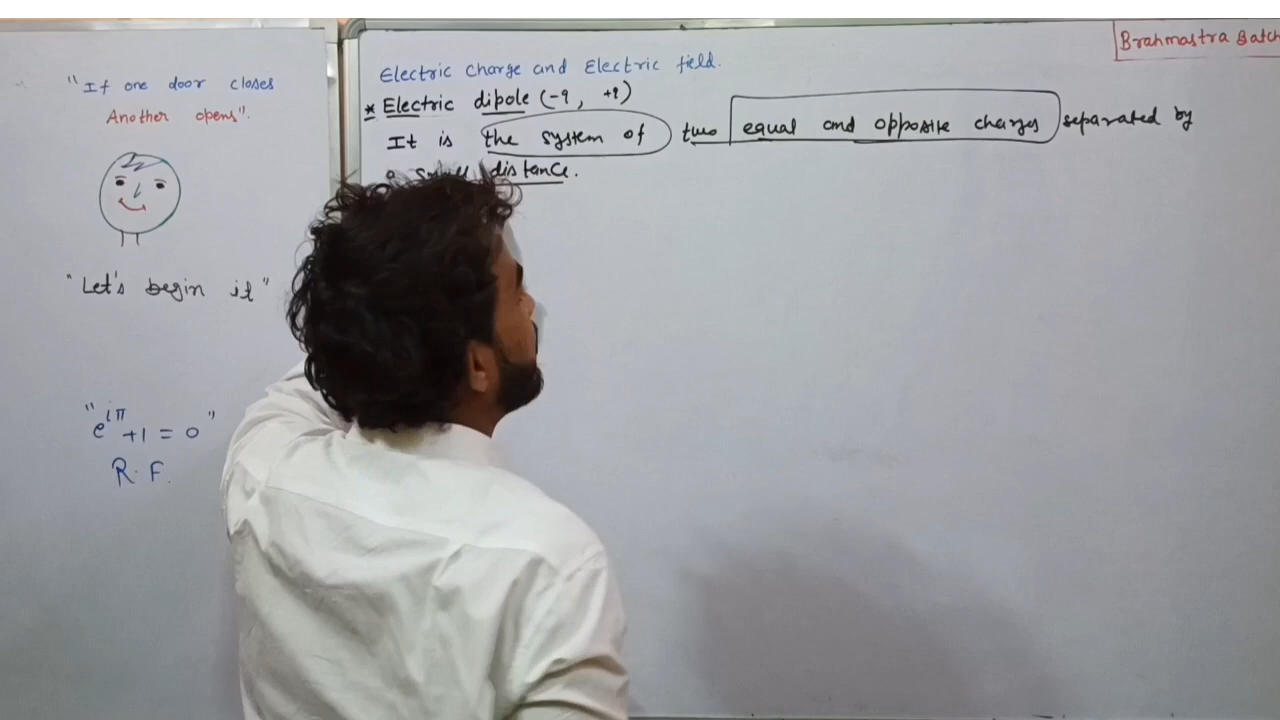 "If one door closes
Another opens".
"Let's begin it"
"e^{iπ}+1 = 0"
R. F.
Brahmastra Batch
Electric charge and Electric field.
* Electric dipole (-q, +q)
It is the system of two equal and opposite charges separated by
distance.